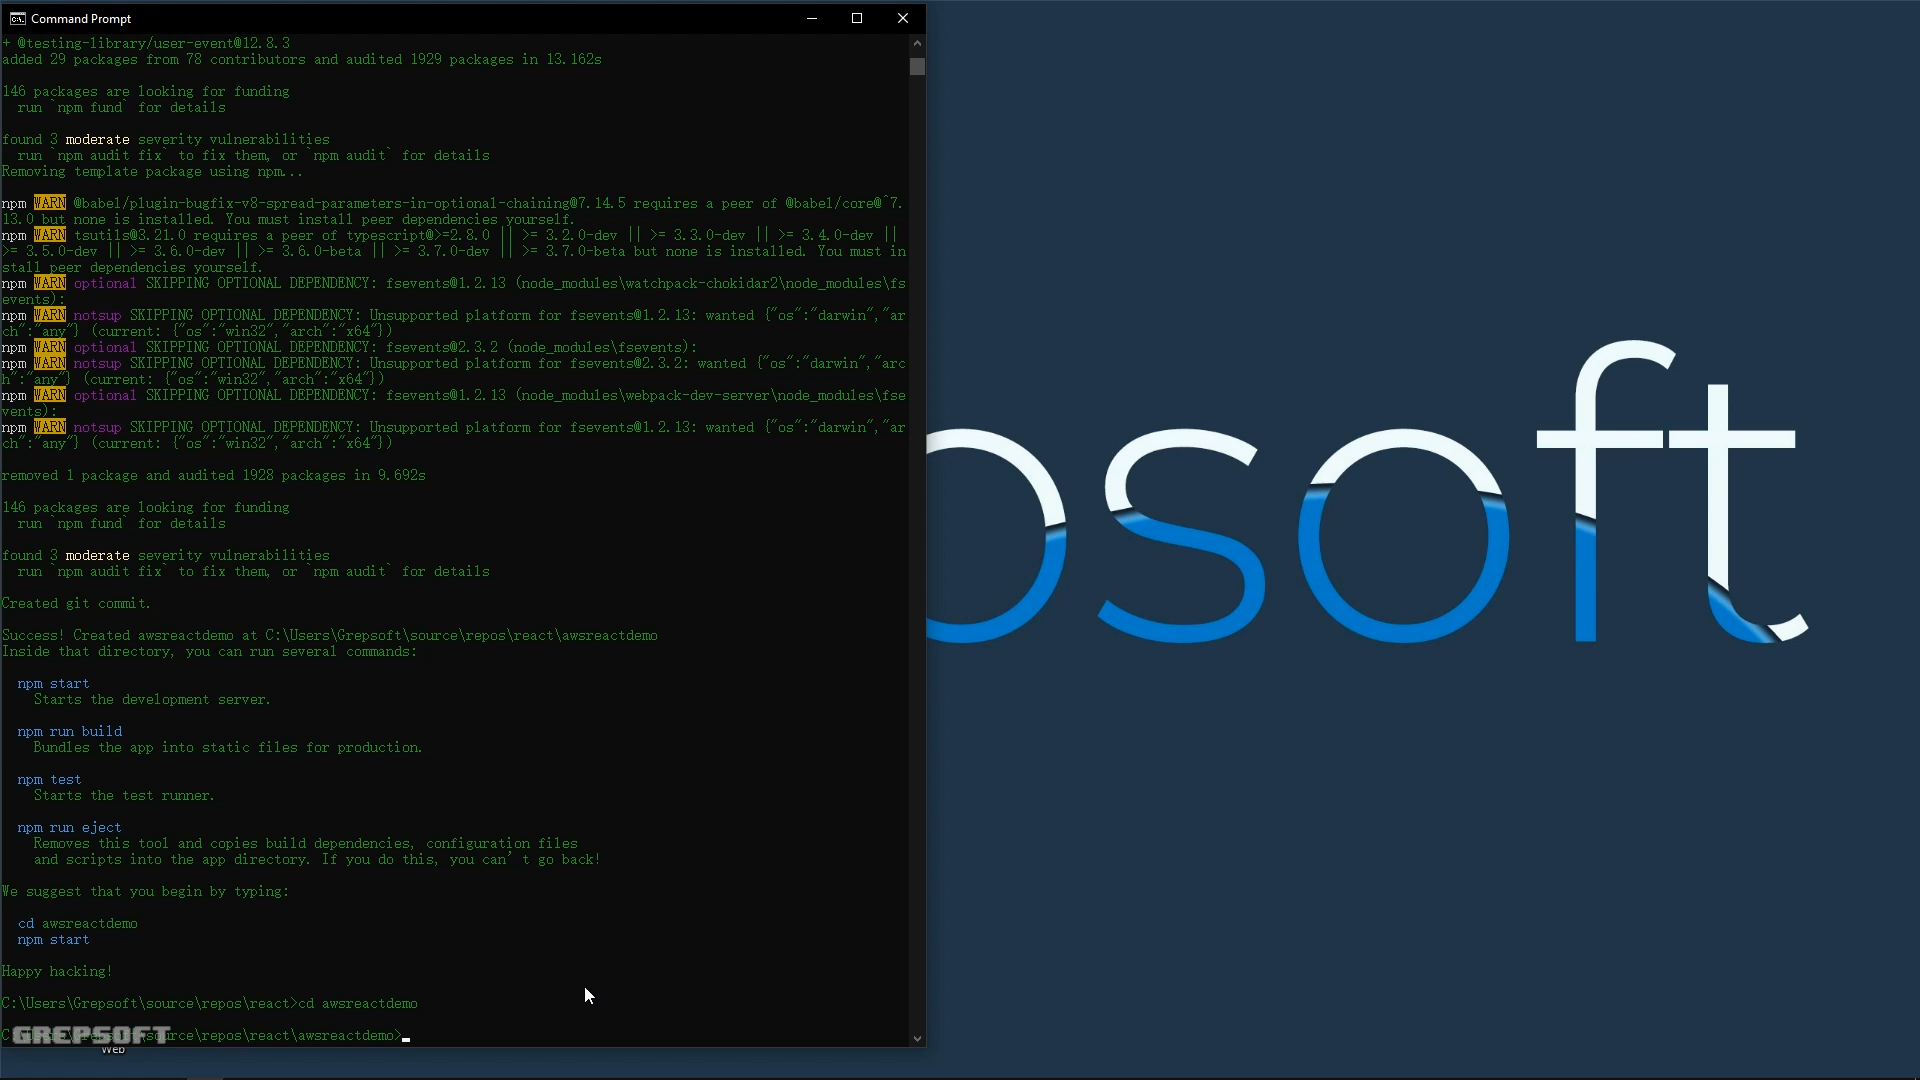 Command Prompt
+ @testing-library/user-event@12.8.3
added 29 packages from 78 contributors and audited 1929 packages in 13.162s
146 packages are looking for funding
run `npm fund` for details
found 3 moderate severity vulnerabilities
run `npm audit fix` to fix them, or `npm audit` for details
Removing template package using npm...
npm WARN @babel/plugin-bugfix-v8-spread-parameters-in-optional-chaining@7.14.5 requires a peer of @babel/core@^7.
13.0 but none is installed. You must install peer dependencies yourself.
npm WARN tsutils@3.21.0 requires a peer of typescript@>=2.8.0 || >= 3.2.0-dev || >= 3.3.0-dev || >= 3.4.0-dev ||
>= 3.5.0-dev || >= 3.6.0-dev || >= 3.6.0-beta || >= 3.7.0-dev || >= 3.7.0-beta but none is installed. You must in
stall peer dependencies yourself.
npm WARN optional SKIPPING OPTIONAL DEPENDENCY: fsevents@1.2.13 (node_modules\watchpack-chokidar2\node_modules\fs
events):
npm WARN notsup SKIPPING OPTIONAL DEPENDENCY: Unsupported platform for fsevents@1.2.13: wanted {"os":"darwin","ar
ch":"any"} (current: {"os":"win32","arch":"x64"})
npm WARN optional SKIPPING OPTIONAL DEPENDENCY: fsevents@2.3.2 (node_modules\fsevents):
npm WARN notsup SKIPPING OPTIONAL DEPENDENCY: Unsupported platform for fsevents@2.3.2: wanted {"os":"darwin","arc
h":"any"} (current: {"os":"win32","arch":"x64"})
npm WARN optional SKIPPING OPTIONAL DEPENDENCY: fsevents@1.2.13 (node_modules\webpack-dev-server\node_modules\fse
vents):
npm WARN notsup SKIPPING OPTIONAL DEPENDENCY: Unsupported platform for fsevents@1.2.13: wanted {"os":"darwin","ar
ch":"any"} (current: {"os":"win32","arch":"x64"})
removed 1 package and audited 1928 packages in 9.692s
146 packages are looking for funding
run `npm fund` for details
found 3 moderate severity vulnerabilities
run `npm audit fix` to fix them, or `npm audit` for details
Created git commit.
Success! Created awsreactdemo at C:\Users\Grepsoft\source\repos\react\awsreactdemo
Inside that directory, you can run several commands:
npm start
Starts the development server.
npm run build
Bundles the app into static files for production.
npm test
Starts the test runner.
npm run eject
Removes this tool and copies build dependencies, configuration files
and scripts into the app directory. If you do this, you can't go back!
We suggest that you begin by typing:
cd awsreactdemo
npm start
Happy hacking!
C:\Users\Grepsoft\source\repos\react>cd awsreactdemo
source\repos\react\awsreactdemo>
GREPSOFT
Web
osoft